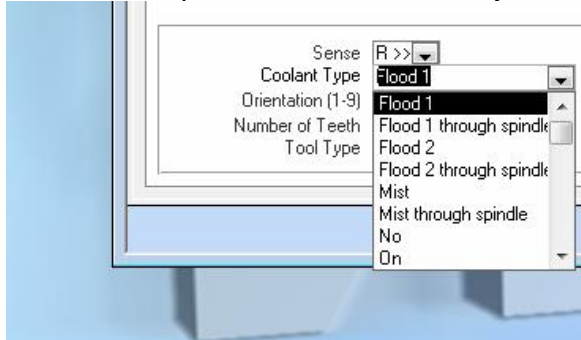 Sense R >>
Coolant Type Flood 1
Orientation (1-9) Flood 1
Number of Teeth Flood 1 through spindle
Tool Type Flood 2
Flood 2 through spindle
Mist
Mist through spindle
No
On